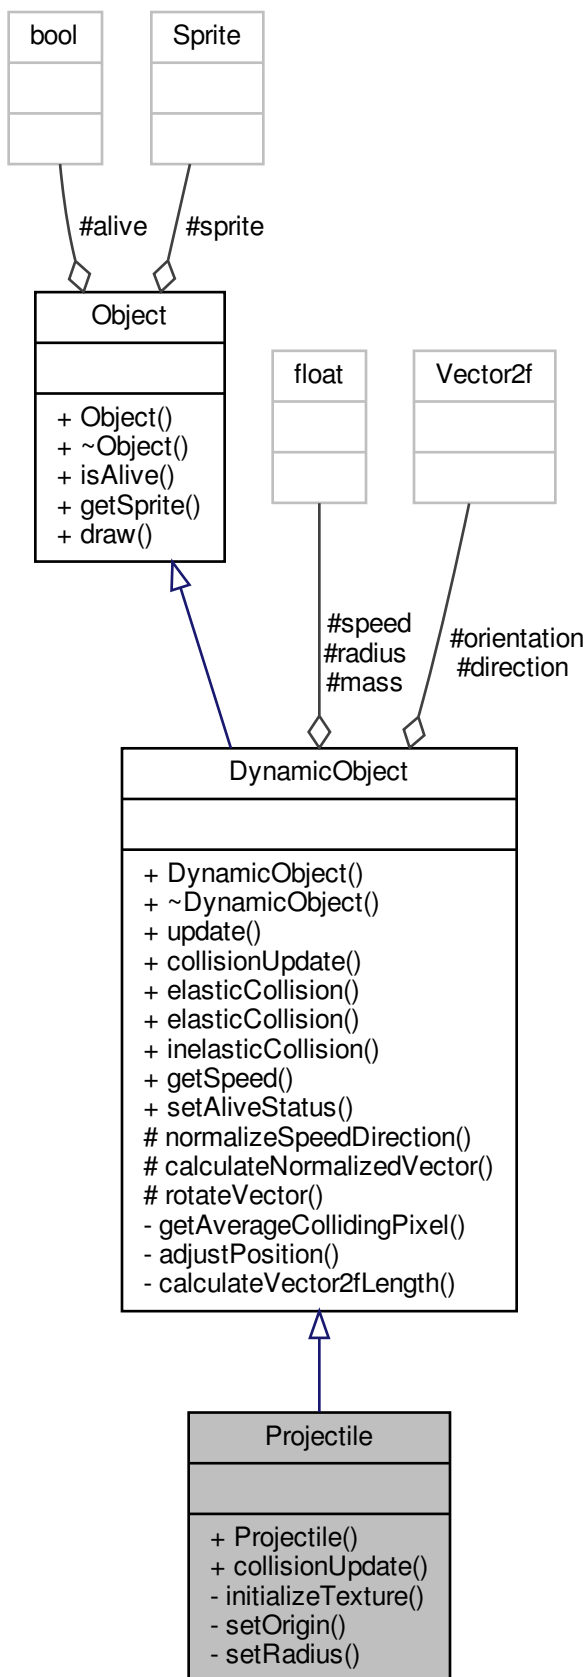 bool
Sprite
#alive
#sprite
Object
+ Object()
+ ~Object()
+ isAlive()
+ getSprite()
+ draw()
float
Vector2f
#speed
#radius
#mass
#orientation
#direction
DynamicObject
+ DynamicObject()
+ ~DynamicObject()
+ update()
+ collisionUpdate()
+ elasticCollision()
+ elasticCollision()
+ inelasticCollision()
+ getSpeed()
+ setAliveStatus()
# normalizeSpeedDirection()
# calculateNormalizedVector()
# rotateVector()
- getAverageCollidingPixel()
- adjustPosition()
- calculateVector2fLength()
Projectile
+ Projectile()
+ collisionUpdate()
- initializeTexture()
- setOrigin()
- setRadius()